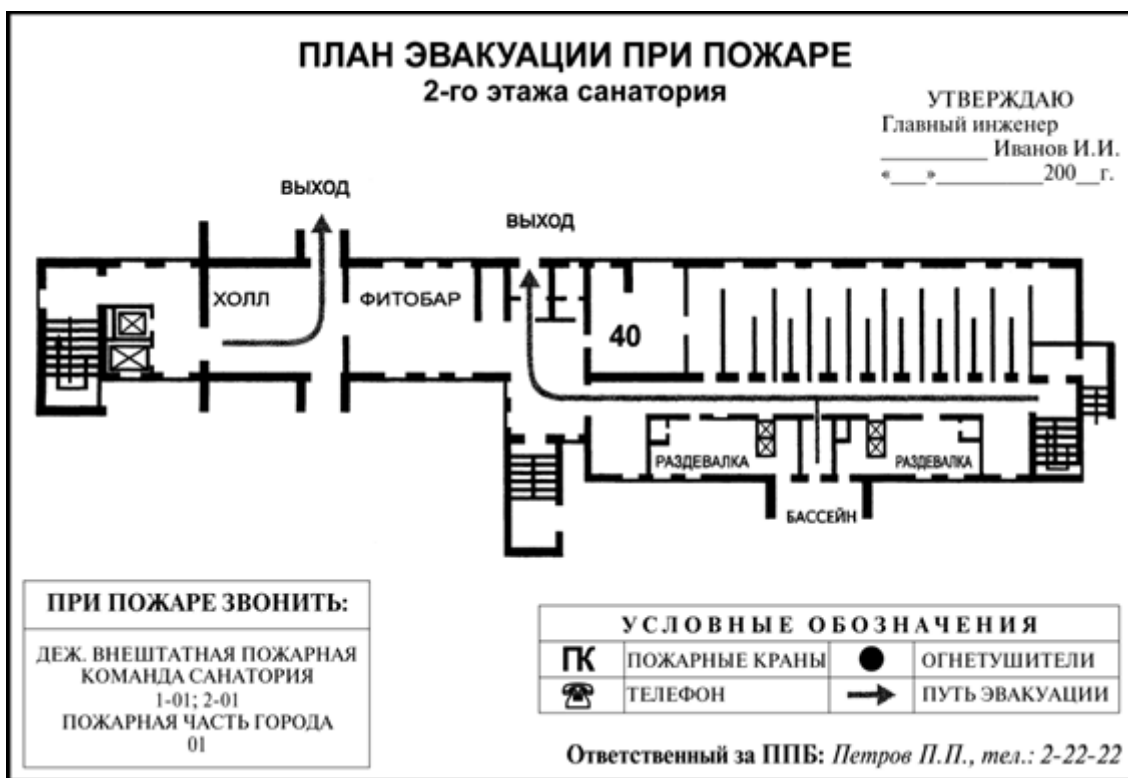 ПЛАН ЭВАКУАЦИИ ПРИ ПОЖАРЕ
2-го этажа санатория
УТВЕРЖДАЮ
Главный инженер
__________ Иванов И.И.
«___»__________200__г.
ВЫХОД
ВЫХОД
ХОЛЛ
ФИТОБАР
40
РАЗДЕВАЛКА
РАЗДЕВАЛКА
БАССЕЙН
ПРИ ПОЖАРЕ ЗВОНИТЬ:
ДЕЖ. ВНЕШТАТНАЯ ПОЖАРНАЯ
КОМАНДА САНАТОРИЯ
1-01; 2-01
ПОЖАРНАЯ ЧАСТЬ ГОРОДА
01
УСЛОВНЫЕ ОБОЗНАЧЕНИЯ
ПК ПОЖАРНЫЕ КРАНЫ ОГНЕТУШИТЕЛИ
ТЕЛЕФОН ПУТЬ ЭВАКУАЦИИ
Ответственный за ППБ: Петров П.П., тел.: 2-22-22